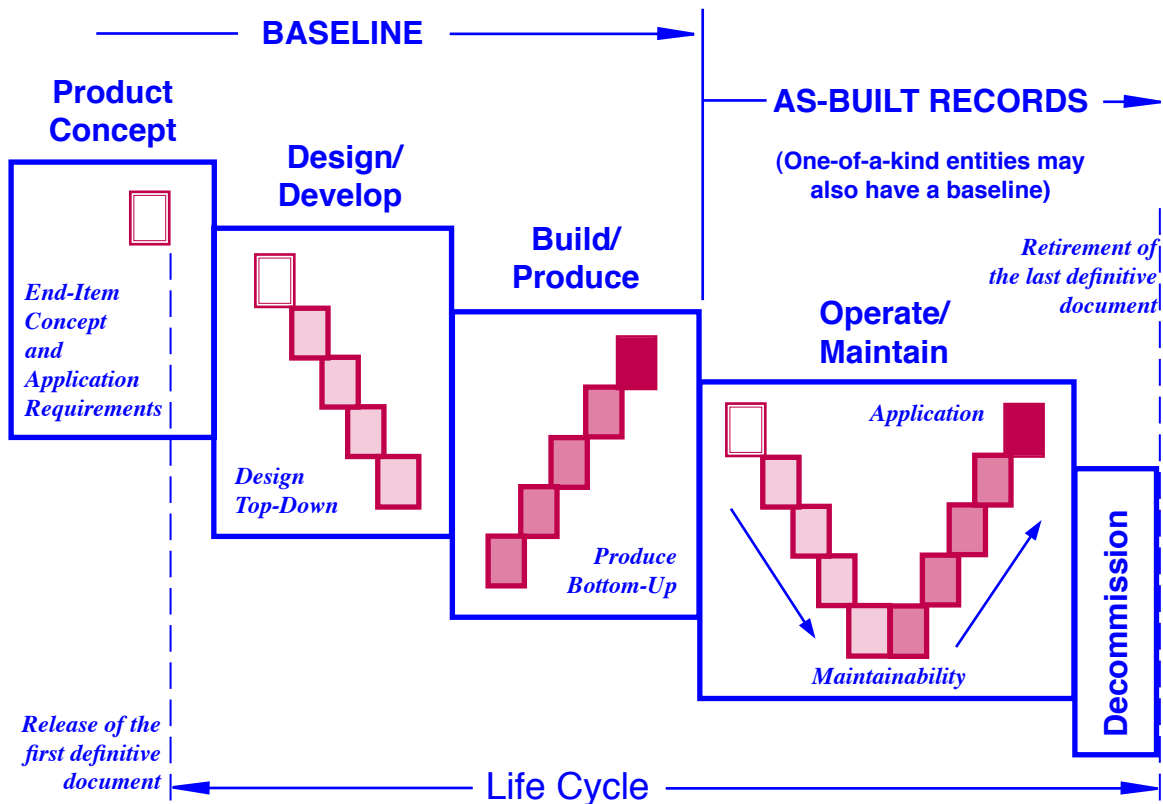 BASELINE
AS-BUILT RECORDS
(One-of-a-kind entities may
also have a baseline)
Product
Concept
Design/
Develop
Build/
Produce
Operate/
Maintain
Retirement of
the last definitive
document
End-Item
Concept
and
Application
Requirements
Design
Top-Down
Produce
Bottom-Up
Application
Maintainability
Decommission
Release of the
first definitive
document
Life Cycle